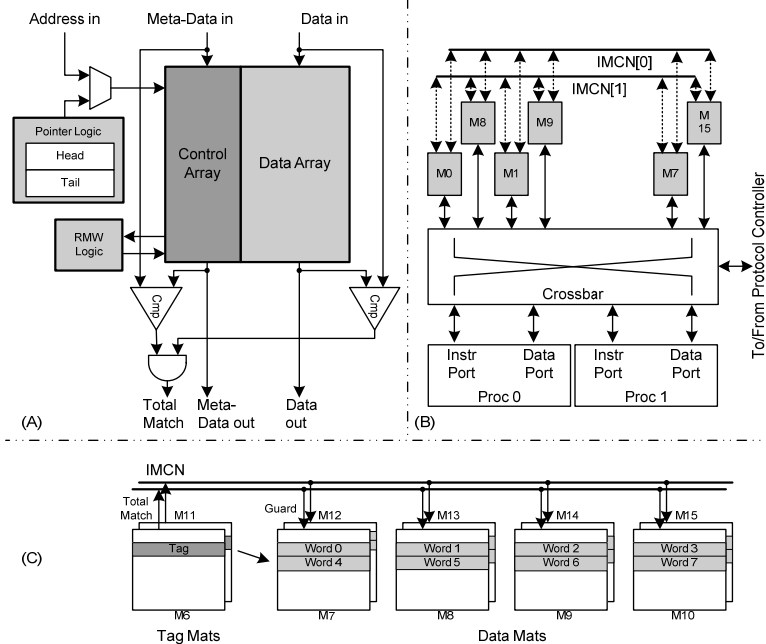 Address in
Meta-Data in
Data in
Pointer Logic
Head
Tail
Control
Array
Data Array
RMW
Logic
Cmp
Cmp
Total
Match
Meta-
Data out
Data
out
(A)
IMCN[0]
IMCN[1]
M8
M9
M
15
M0
M1
M7
Crossbar
To/From Protocol Controller
Instr
Port
Data
Port
Instr
Port
Data
Port
Proc 0
Proc 1
(B)
IMCN
Total
Match
M11
Guard
M12
M13
M14
M15
(C)
Tag
Word 0
Word 4
Word 1
Word 5
Word 2
Word 6
Word 3
Word 7
M6
M7
M8
M9
M10
Tag Mats
Data Mats